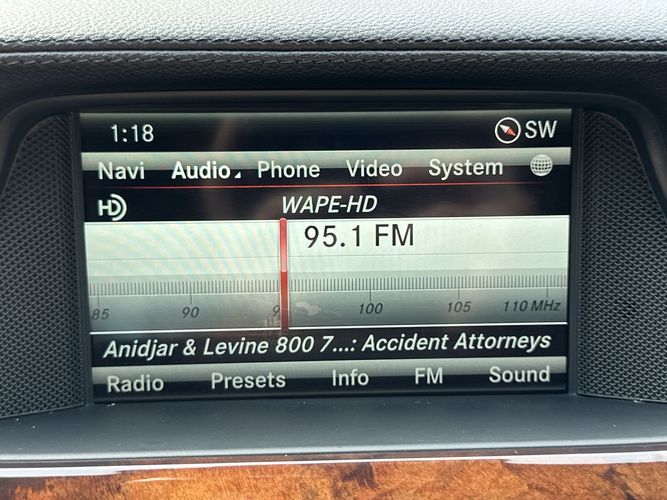 1:18 SW
Navi Audio Phone Video System
HD WAPE-HD
95.1 FM
85 90 9 100 105 110 MHz
Anidjar & Levine 800 7...: Accident Attorneys
Radio Presets Info FM Sound